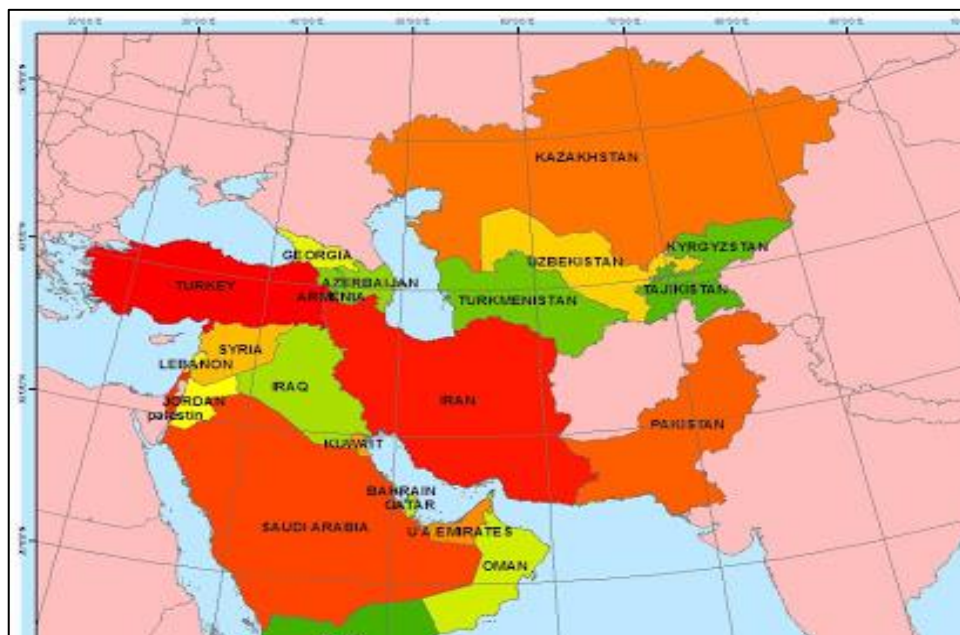 KAZAKHSTAN
GEORGIA
UZBEKISTAN
KYRGYZSTAN
TURKEY
AZERBAIJAN
ARMENIA
TURKMENISTAN
TAJIKISTAN
SYRIA
LEBANON
IRAQ
JORDAN
palestin
IRAN
PAKISTAN
KUWAIT
BAHRAIN
QATAR
SAUDI ARABIA
U'A EMIRATES
OMAN